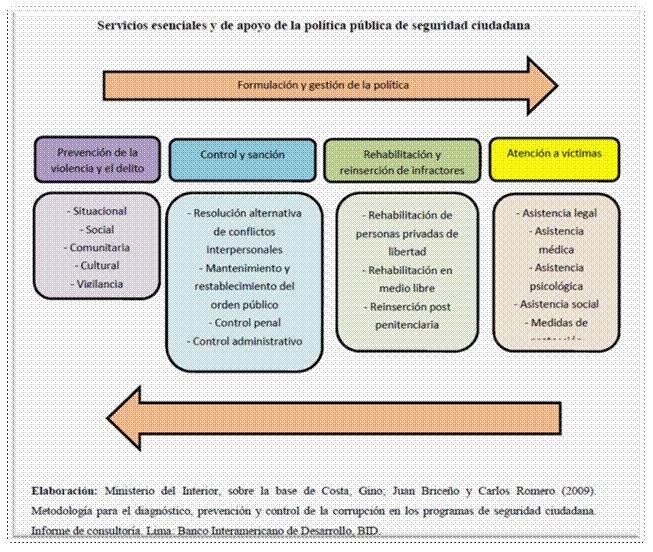 Servicios esenciales y de apoyo de la política pública de seguridad ciudadana
Formulación y gestión de la política
Prevención de la
violencia y el delito
- Situacional
- Social
- Comunitaria
- Cultural
- Vigilancia
Control y sanción
- Resolución alternativa
de conflictos
interpersonales
- Mantenimiento y
restablecimiento del
orden público
- Control penal
- Control administrativo
Rehabilitación y
reinserción de infractores
- Rehabilitación de
personas privadas de
libertad
- Rehabilitación en
medio libre
- Reinserción post
penitenciaria
Atención a víctimas
- Asistencia legal
- Asistencia
médica
- Asistencia
psicológica
- Asistencia social
- Medidas de
Elaboración: Ministerio del Interior, sobre la base de Costa, Gino; Juan Briceño y Carlos Romero (2009).
Metodología para el diagnóstico, prevención y control de la corrupción en los programas de seguridad ciudadana.
Informe de consultoría. Lima: Banco Interamericano de Desarrollo, BID.